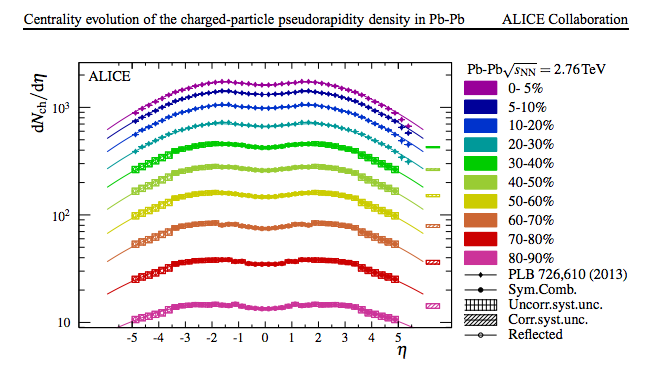 Centrality evolution of the charged-particle pseudorapidity density in Pb-Pb ALICE Collaboration
dN_ch/dη
ALICE
10³
10²
10
-5 -4 -3 -2 -1 0 1 2 3 4 5
η
Pb-Pb √s_NN = 2.76 TeV
0- 5%
5-10%
10-20%
20-30%
30-40%
40-50%
50-60%
60-70%
70-80%
80-90%
PLB 726,610 (2013)
Sym.Comb.
Uncorr.syst.unc.
Corr.syst.unc.
Reflected